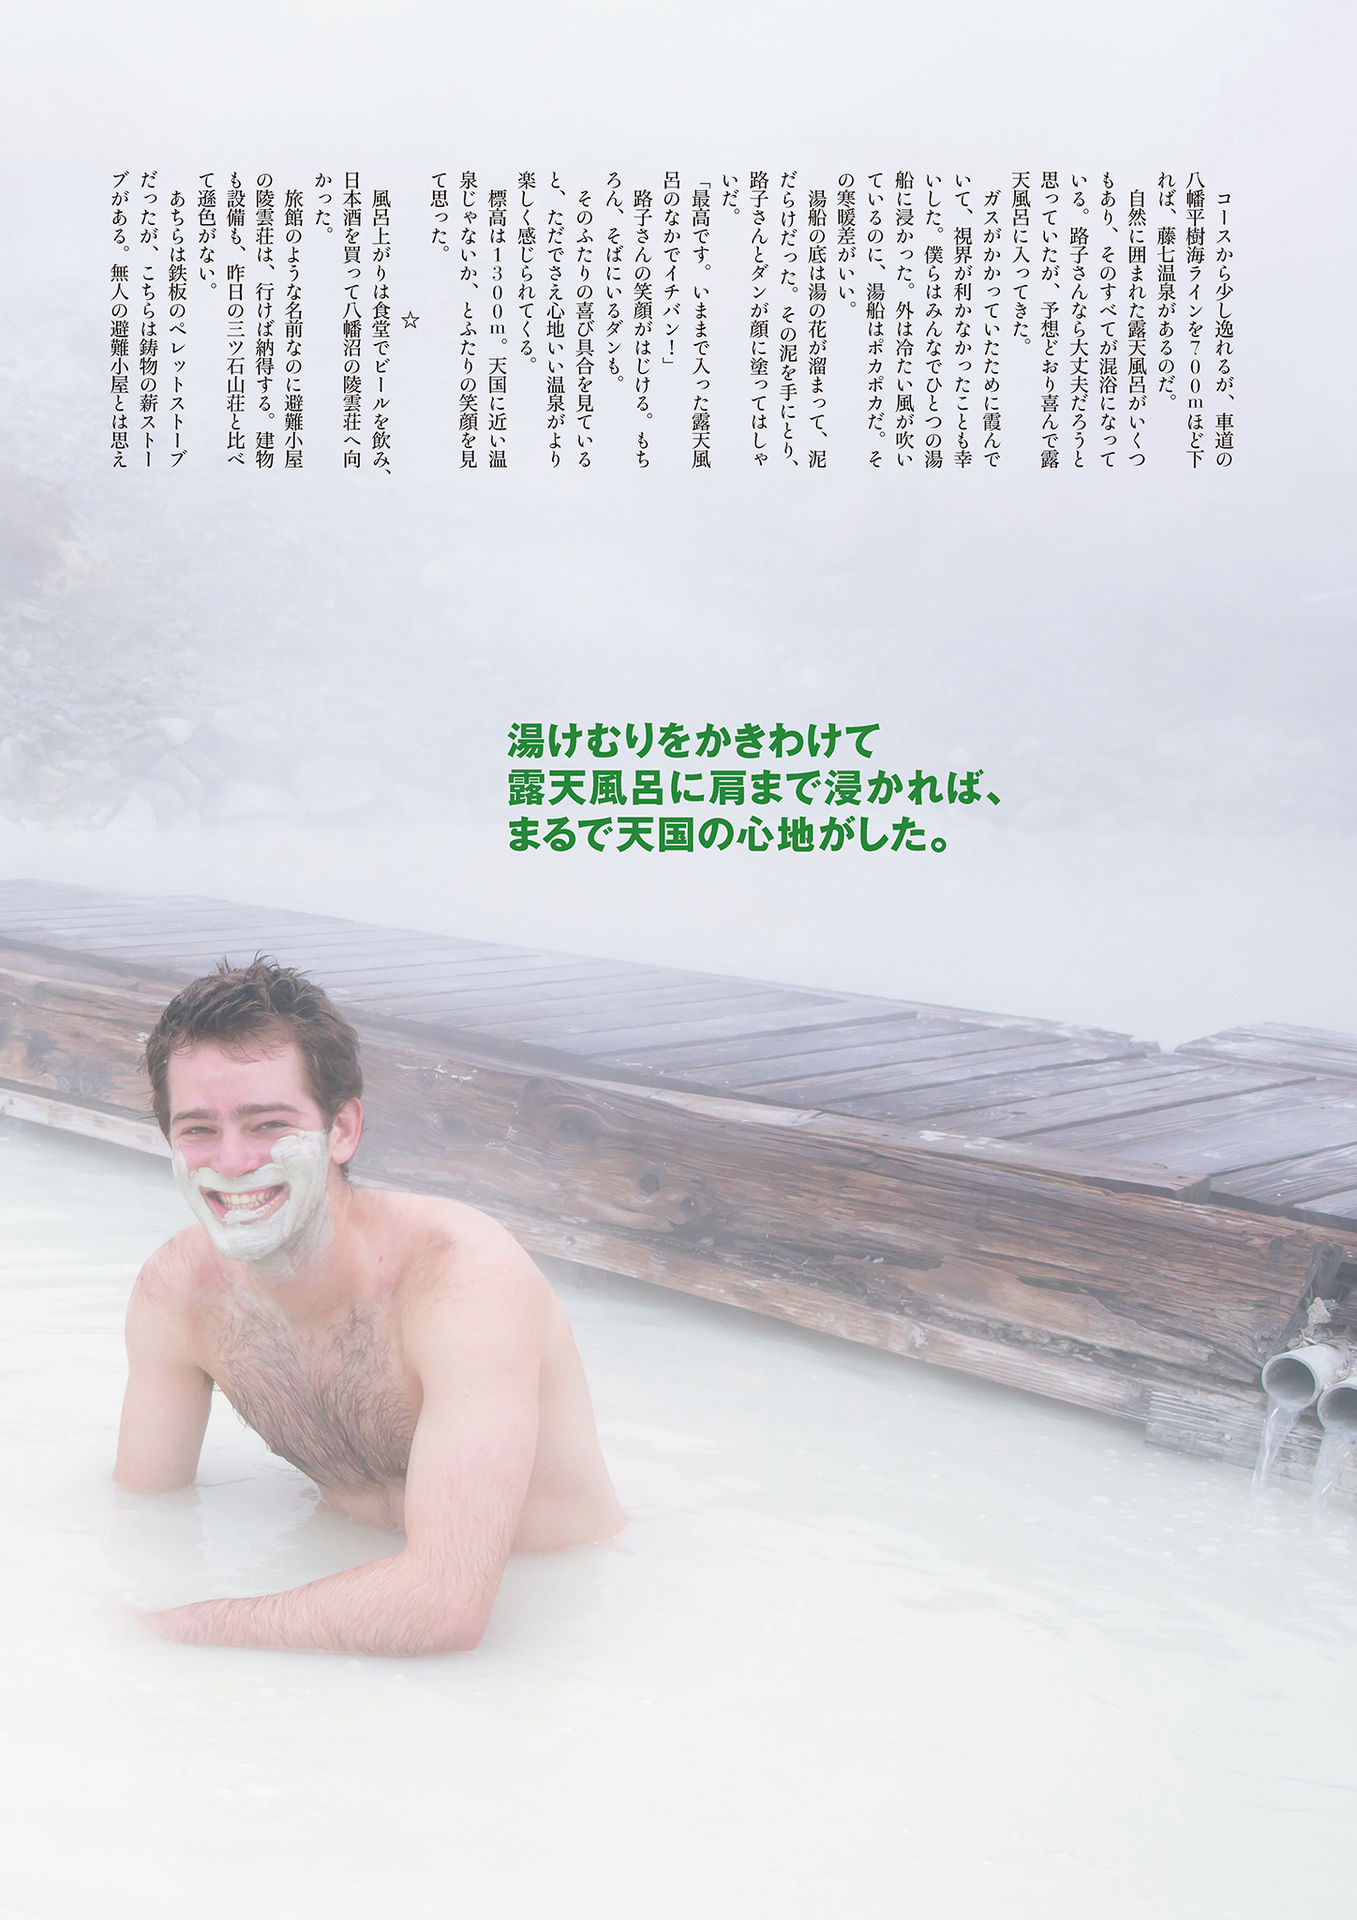 コースから少し逸れるが、車道の
八幡平樹海ラインを700mほど下
れば、藤七温泉があるのだ。
自然に囲まれた露天風呂がいくつ
もあり、そのすべてが混浴になって
いる。路子さんなら大丈夫だろうと
思っていたが、予想どおり喜んで露
天風呂に入ってきた。
ガスがかかっていたために霞んで
いて、視界が利かなかったことも幸
いした。僕らはみんなでひとつの湯
船に浸かった。外は冷たい風が吹い
ているのに、湯船はポカポカだ。そ
の寒暖差がいい。
湯船の底は湯の花が溜まって、泥
だらけだった。その泥を手にとり、
路子さんとダンが顔に塗ってはしゃ
いだ。
「最高です。いままで入った露天風
呂のなかでイチバン！」
路子さんの笑顔がはじける。もち
ろん、そばにいるダンも。
そのふたりの喜び具合を見ている
と、ただでさえ心地いい温泉がより
楽しく感じられてくる。
標高は1300m。天国に近い温
泉じゃないか、とふたりの笑顔を見
て思った。
☆
風呂上がりは食堂でビールを飲み、
日本酒を買って八幡沼の陵雲荘へ向
かった。
旅館のような名前なのに避難小屋
の陵雲荘は、行けば納得する。建物
も設備も、昨日の三ツ石山荘と比べ
て遜色がない。
あちらは鉄板のペレットストーブ
だったが、こちらは鋳物の薪ストー
ブがある。無人の避難小屋とは思え
湯けむりをかきわけて
露天風呂に肩まで浸かれば、
まるで天国の心地がした。